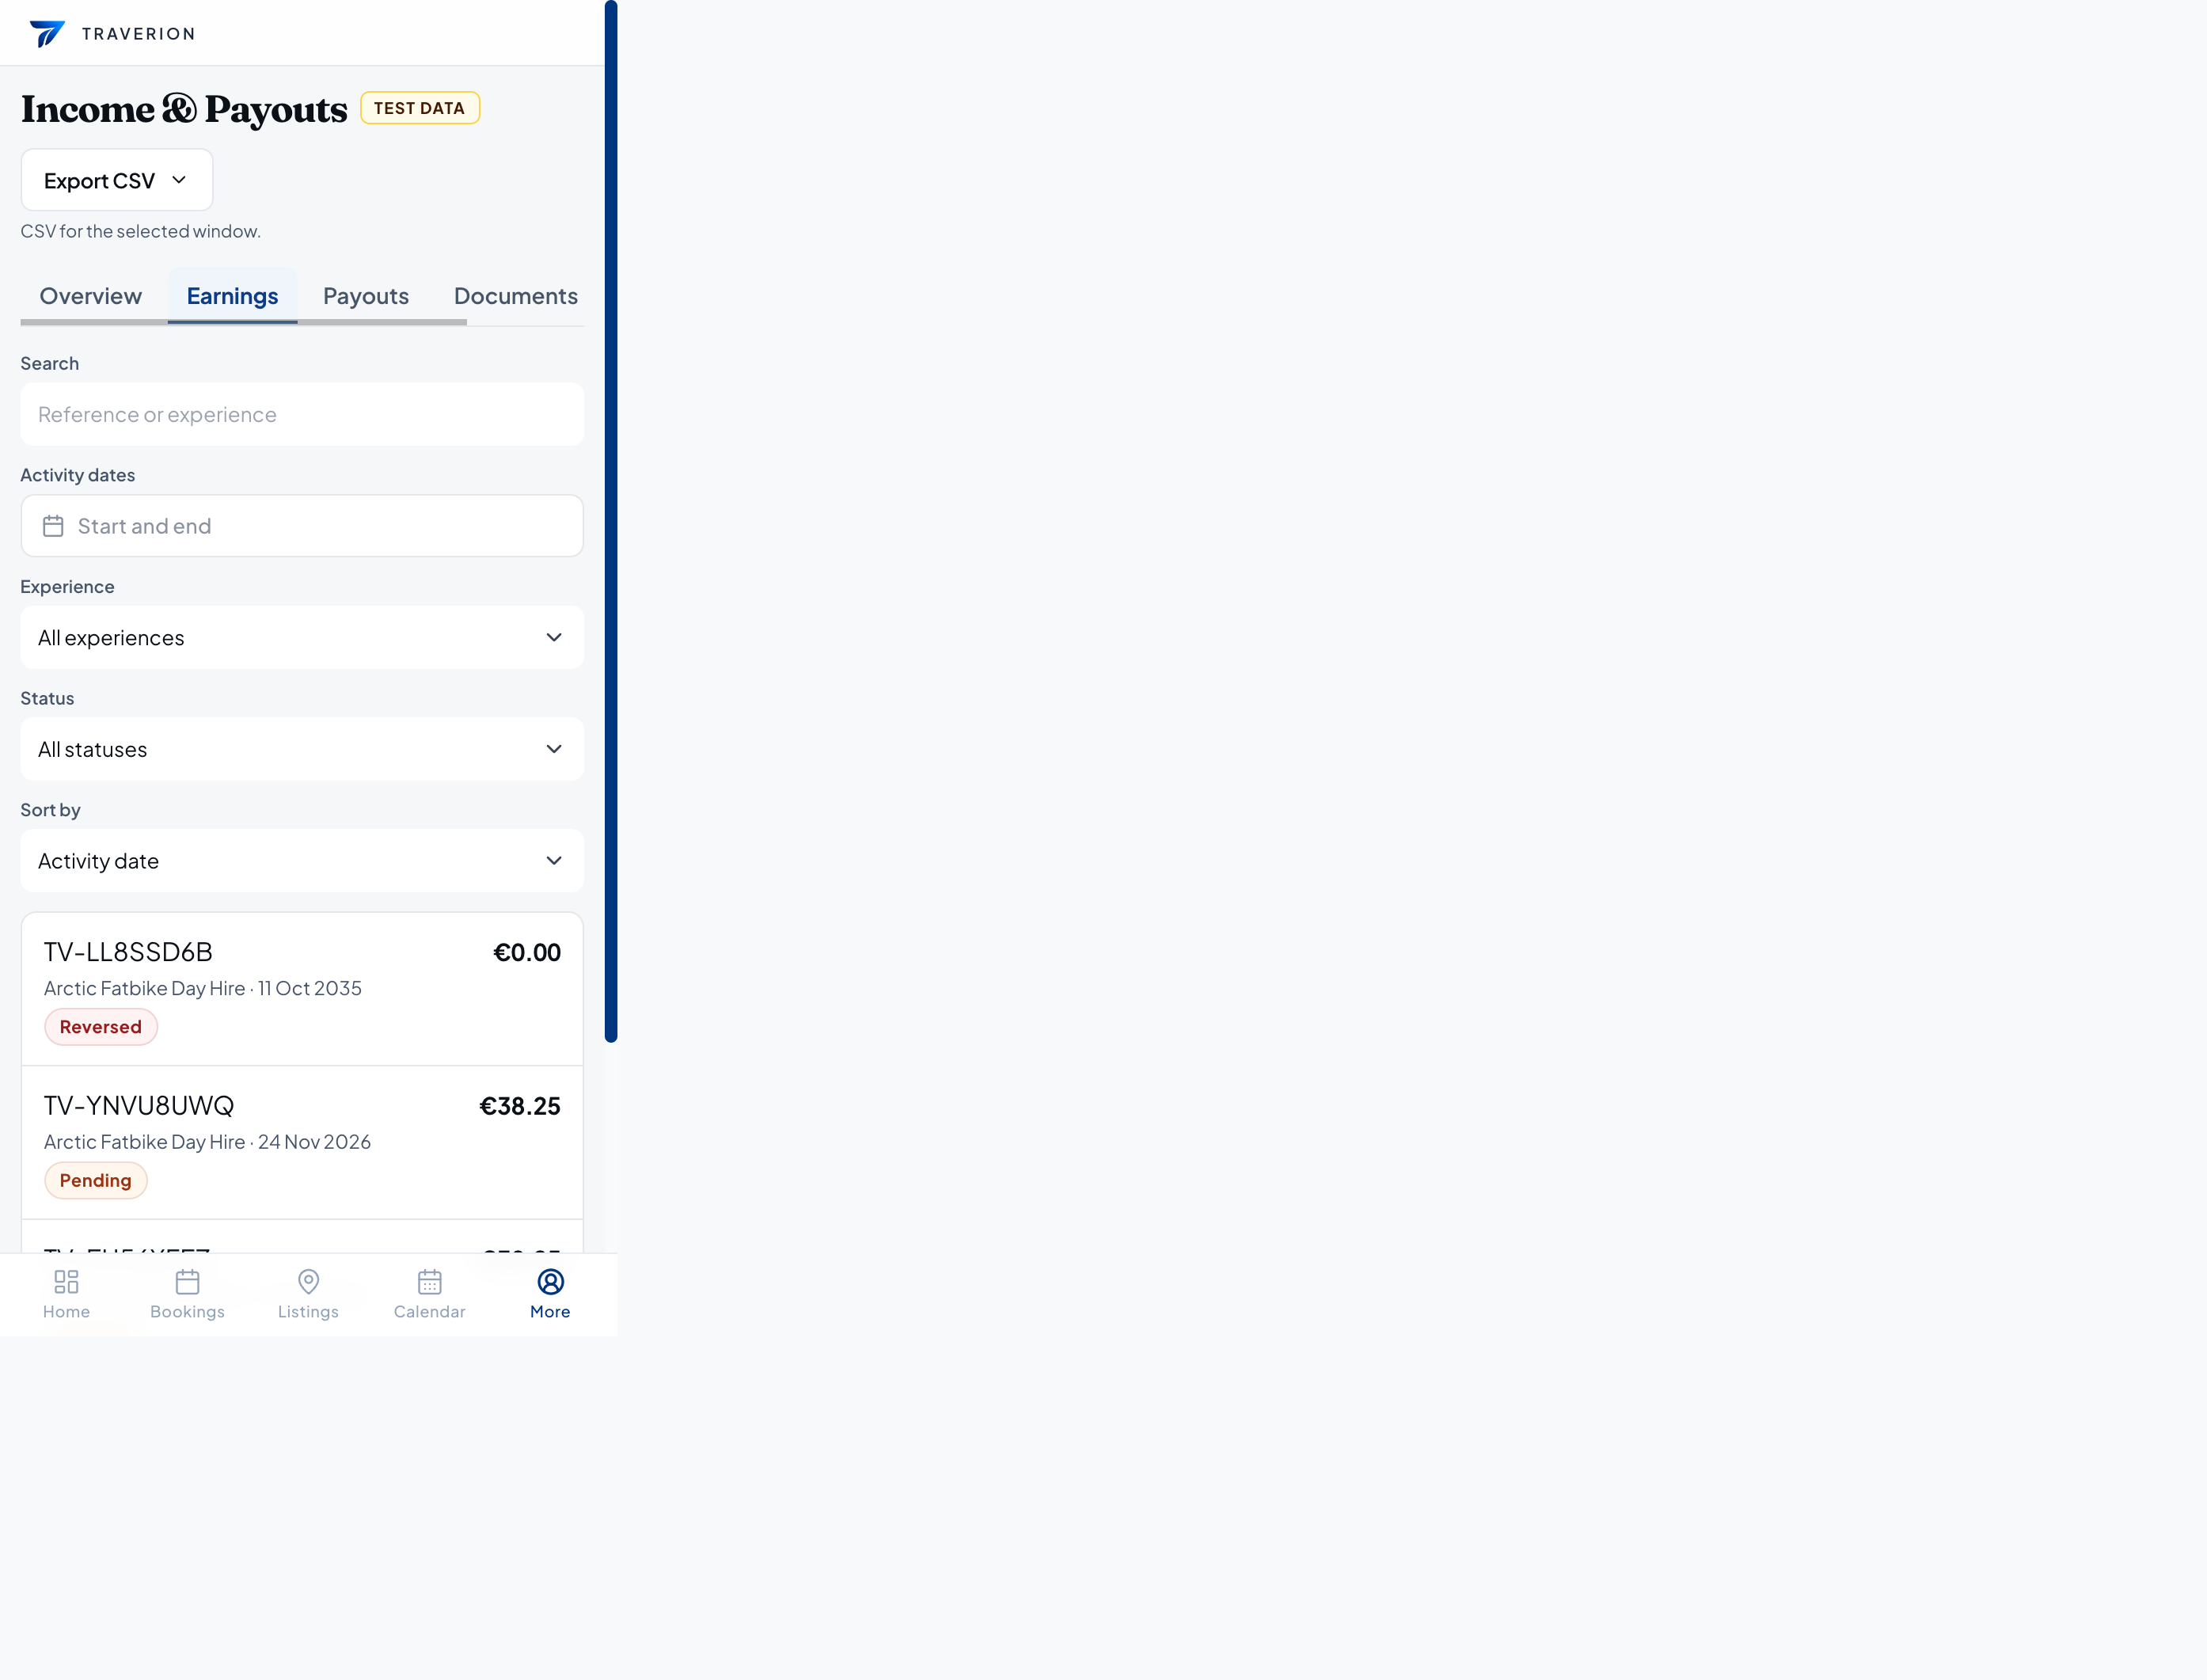 TRAVERION
Income & Payouts TEST DATA
Export CSV
CSV for the selected window.
Overview Earnings Payouts Documents
Search
Reference or experience
Activity dates
Start and end
Experience
All experiences
Status
All statuses
Sort by
Activity date
TV-LL8SSD6B €0.00
Arctic Fatbike Day Hire · 11 Oct 2035
Reversed
TV-YNVU8UWQ €38.25
Arctic Fatbike Day Hire · 24 Nov 2026
Pending
Home Bookings Listings Calendar More